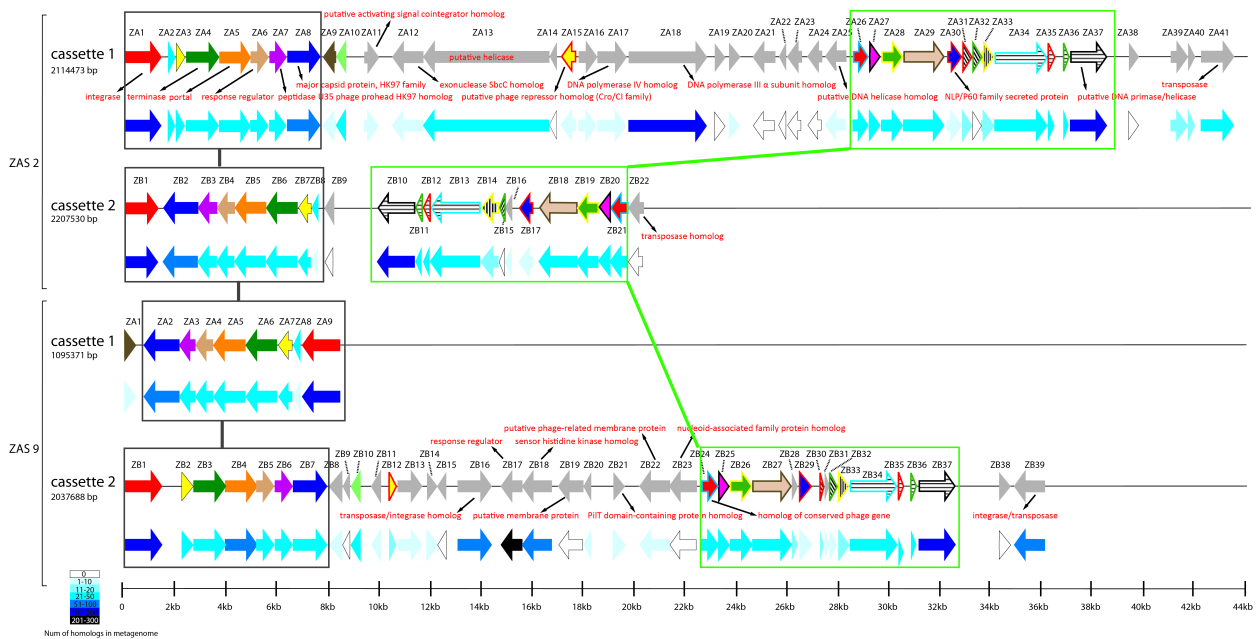 putative activating signal cointegrator homolog
ZA1 ZA2 ZA3 ZA4 ZA5 ZA6 ZA7 ZA8 ZA9 ZA10 ZA11 ZA12 ZA13 ZA14 ZA15 ZA16 ZA17 ZA18 ZA19 ZA20 ZA21 ZA22 ZA23 ZA24 ZA25 ZA26 ZA27 ZA28 ZA29 ZA30 ZA31 ZA32 ZA33 ZA34 ZA35 ZA36 ZA37 ZA38 ZA39 ZA40 ZA41
cassette 1
2114473 bp
putative helicase
major capsid protein, HK97 family
exonuclease SbcC homolog
DNA polymerase IV homolog
DNA polymerase III α subunit homolog
transposase
integrase
terminase
portal
response regulator
peptidase U35 phage prohead HK97 homolog
putative phage repressor homolog (Cro/CI family)
putative DNA helicase homolog
NLP/P60 family secreted protein
putative DNA primase/helicase
ZAS 2
ZB1 ZB2 ZB3 ZB4 ZB5 ZB6 ZB7 ZB8 ZB9 ZB10 ZB12 ZB13 ZB14 ZB16 ZB18 ZB19 ZB20 ZB22
cassette 2
2207530 bp
ZB11 ZB15 ZB17 ZB21
transposase homolog
ZA1 ZA2 ZA3 ZA4 ZA5 ZA6 ZA7 ZA8 ZA9
cassette 1
1095371 bp
ZAS 9
putative phage-related membrane protein
nucleoid-associated family protein homolog
response regulator
sensor histidine kinase homolog
ZB1 ZB2 ZB3 ZB4 ZB5 ZB6 ZB7 ZB8 ZB9 ZB10 ZB11 ZB12 ZB13 ZB14 ZB15 ZB16 ZB17 ZB18 ZB19 ZB20 ZB21 ZB22 ZB23 ZB24 ZB25 ZB26 ZB27 ZB28 ZB29 ZB30 ZB31 ZB32 ZB33 ZB34 ZB35 ZB36 ZB37 ZB38 ZB39
cassette 2
2037688 bp
transposase/integrase homolog
putative membrane protein
PilT domain-containing protein homolog
homolog of conserved phage gene
integrase/transposase
0
1-10
11-20
21-50
51-100
201-300
Num of homologs in metagenome
0 2kb 4kb 6kb 8kb 10kb 12kb 14kb 16kb 18kb 20kb 22kb 24kb 26kb 28kb 30kb 32kb 34kb 36kb 38kb 40kb 42kb 44kb